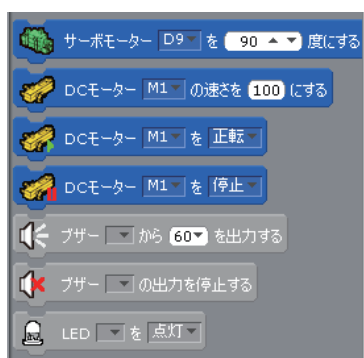 サーボモーター D9 を 90 度にする
DCモーター M1 の速さを 100 にする
DCモーター M1 を 正転
DCモーター M1 を 停止
ブザー から 60 を出力する
ブザー の出力を停止する
LED を 点灯